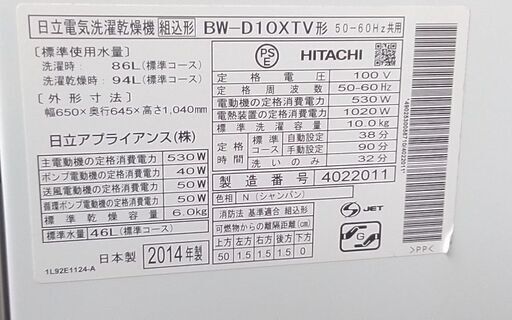 日立電気洗濯乾燥機 組込形 BW-D10XTV形 50-60Hz共用
〔標準使用水量〕
洗濯時： 86L(標準コース)
洗濯乾燥時： 94L(標準コース)
〔外形寸法〕
幅650×奥行645×高さ1,040mm
日立アプライアンス(株)
主電動機の定格消費電力 530W
ポンプ電動機の定格消費電力 40W
送風電動機の定格消費電力 50W
循環ポンプ電動機の定格消費電力 50W
標準乾燥容量 6.0kg
標準水量 46L(標準コース)
日本製 2014年製
1L92E1124-A
PSE HITACHI
定格電圧 100V
定格周波数 50-60Hz
電動機の定格消費電力 530W
電熱装置の定格消費電力 1020W
標準洗濯容量 10.0kg
定格時間 標準コース 自動設定 38分
手動設定 90分
洗いのみ 32分
製造番号 4022011
色相 N(シャンパン)
消防法 基準適合 組込形
可燃物からの離隔距離(cm)
上方 左方 右方 前方 後方 下方
50 1.5 1.5 1.5 1.5 0
S JET
G
>PP<